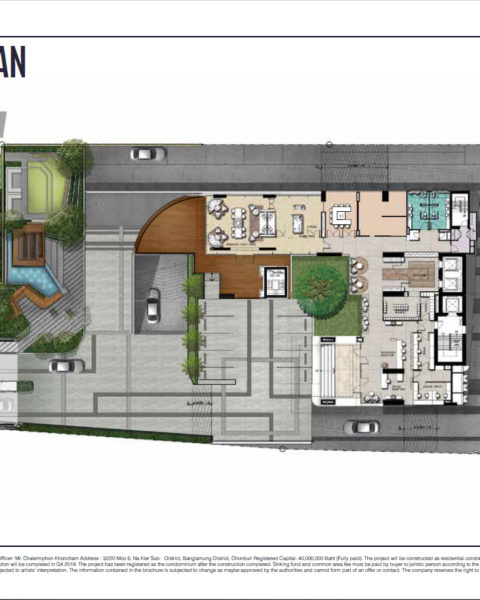 AN
Officer: Mr. Chalermphon Khoncham Address : 3/220 Moo 6, Na Kler Sub- District, Banglamung District, Chonburi Registered Capital: 40,000,000 Baht (Fully paid). The project will be constructed as residential condom
tion will be completed in Q4 2019. The project has been registered as the condominium after the construction completed. Sinking fund and common area fee must be paid by buyer to juristic person according to the
jected to artists' interpretation. The information contained in the brochure is subjected to change as maybe approved by the authorities and cannot form part of an offer or contract. The company reserves the right to